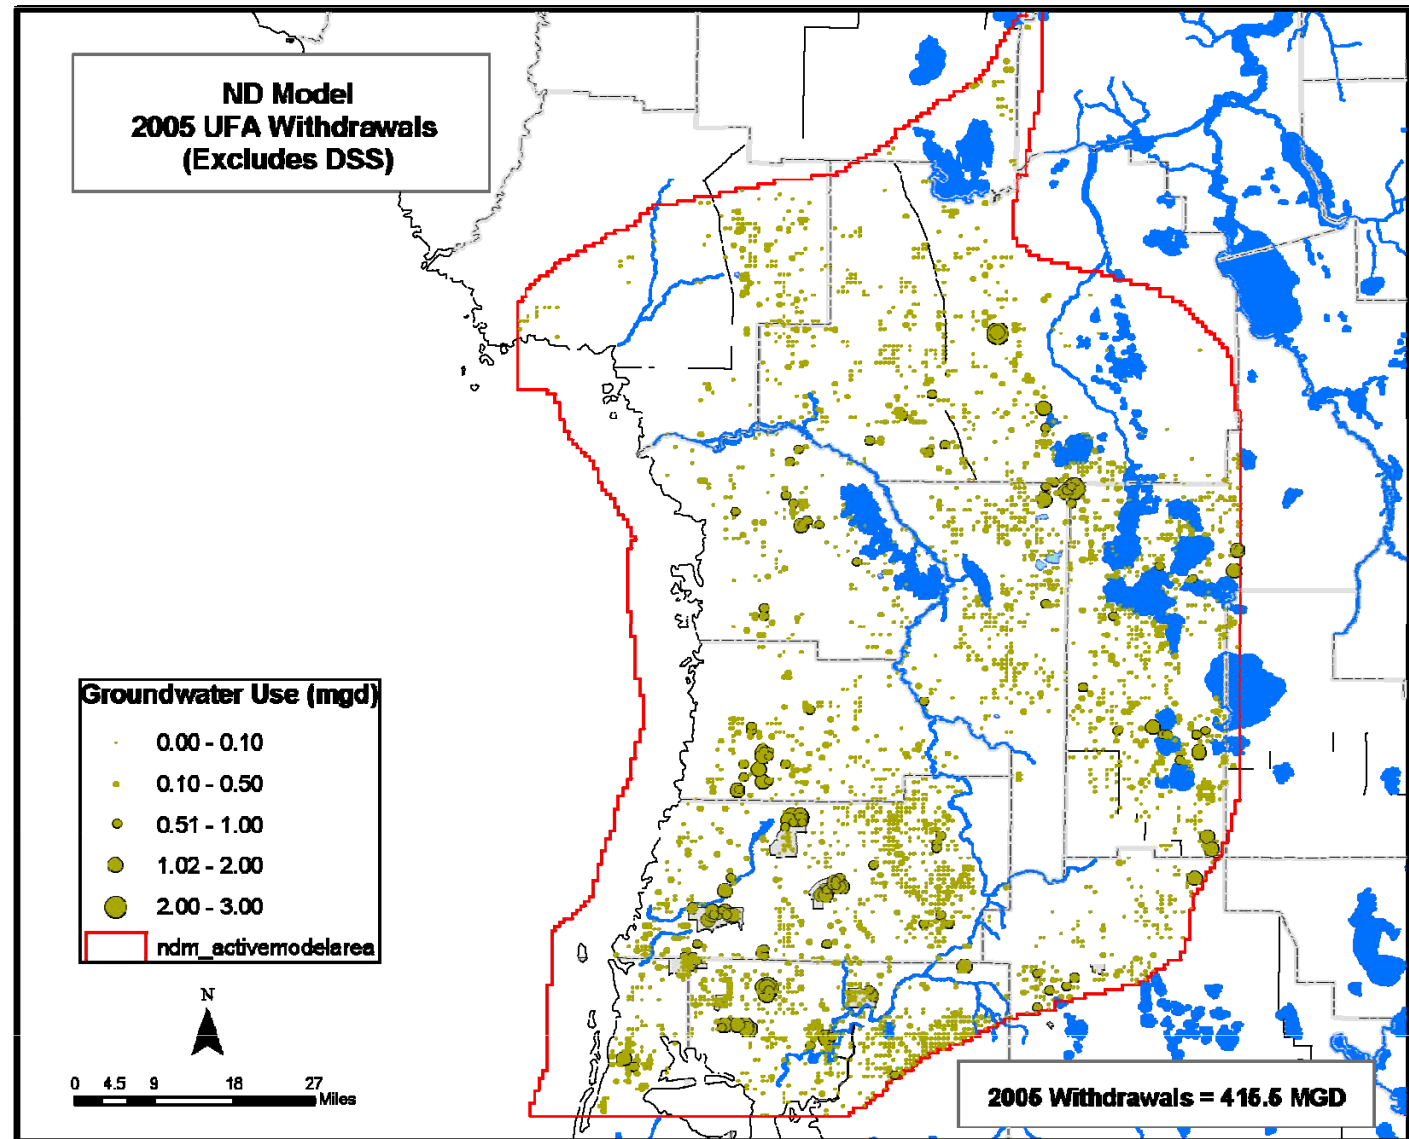 ND Model
2005 UFA Withdrawals
(Excludes DSS)
Groundwater Use (mgd)
0.00 - 0.10
0.10 - 0.50
0.51 - 1.00
1.02 - 2.00
2.00 - 3.00
ndm_activemodelarea
N
0 4.5 9 18 27
Miles
2005 Withdrawals = 415.5 MGD